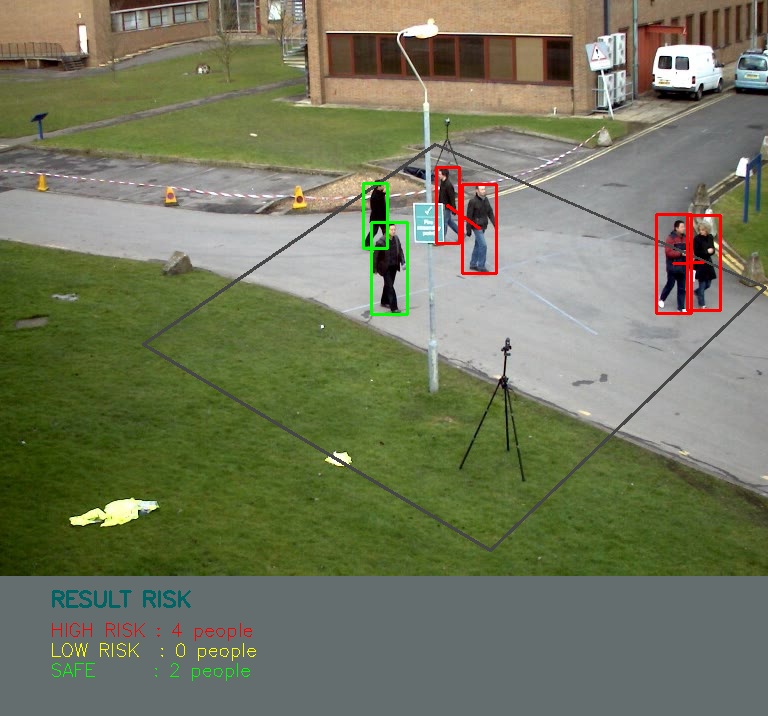 RESULT RISK
HIGH RISK : 4 people
LOW RISK : 0 people
SAFE : 2 people